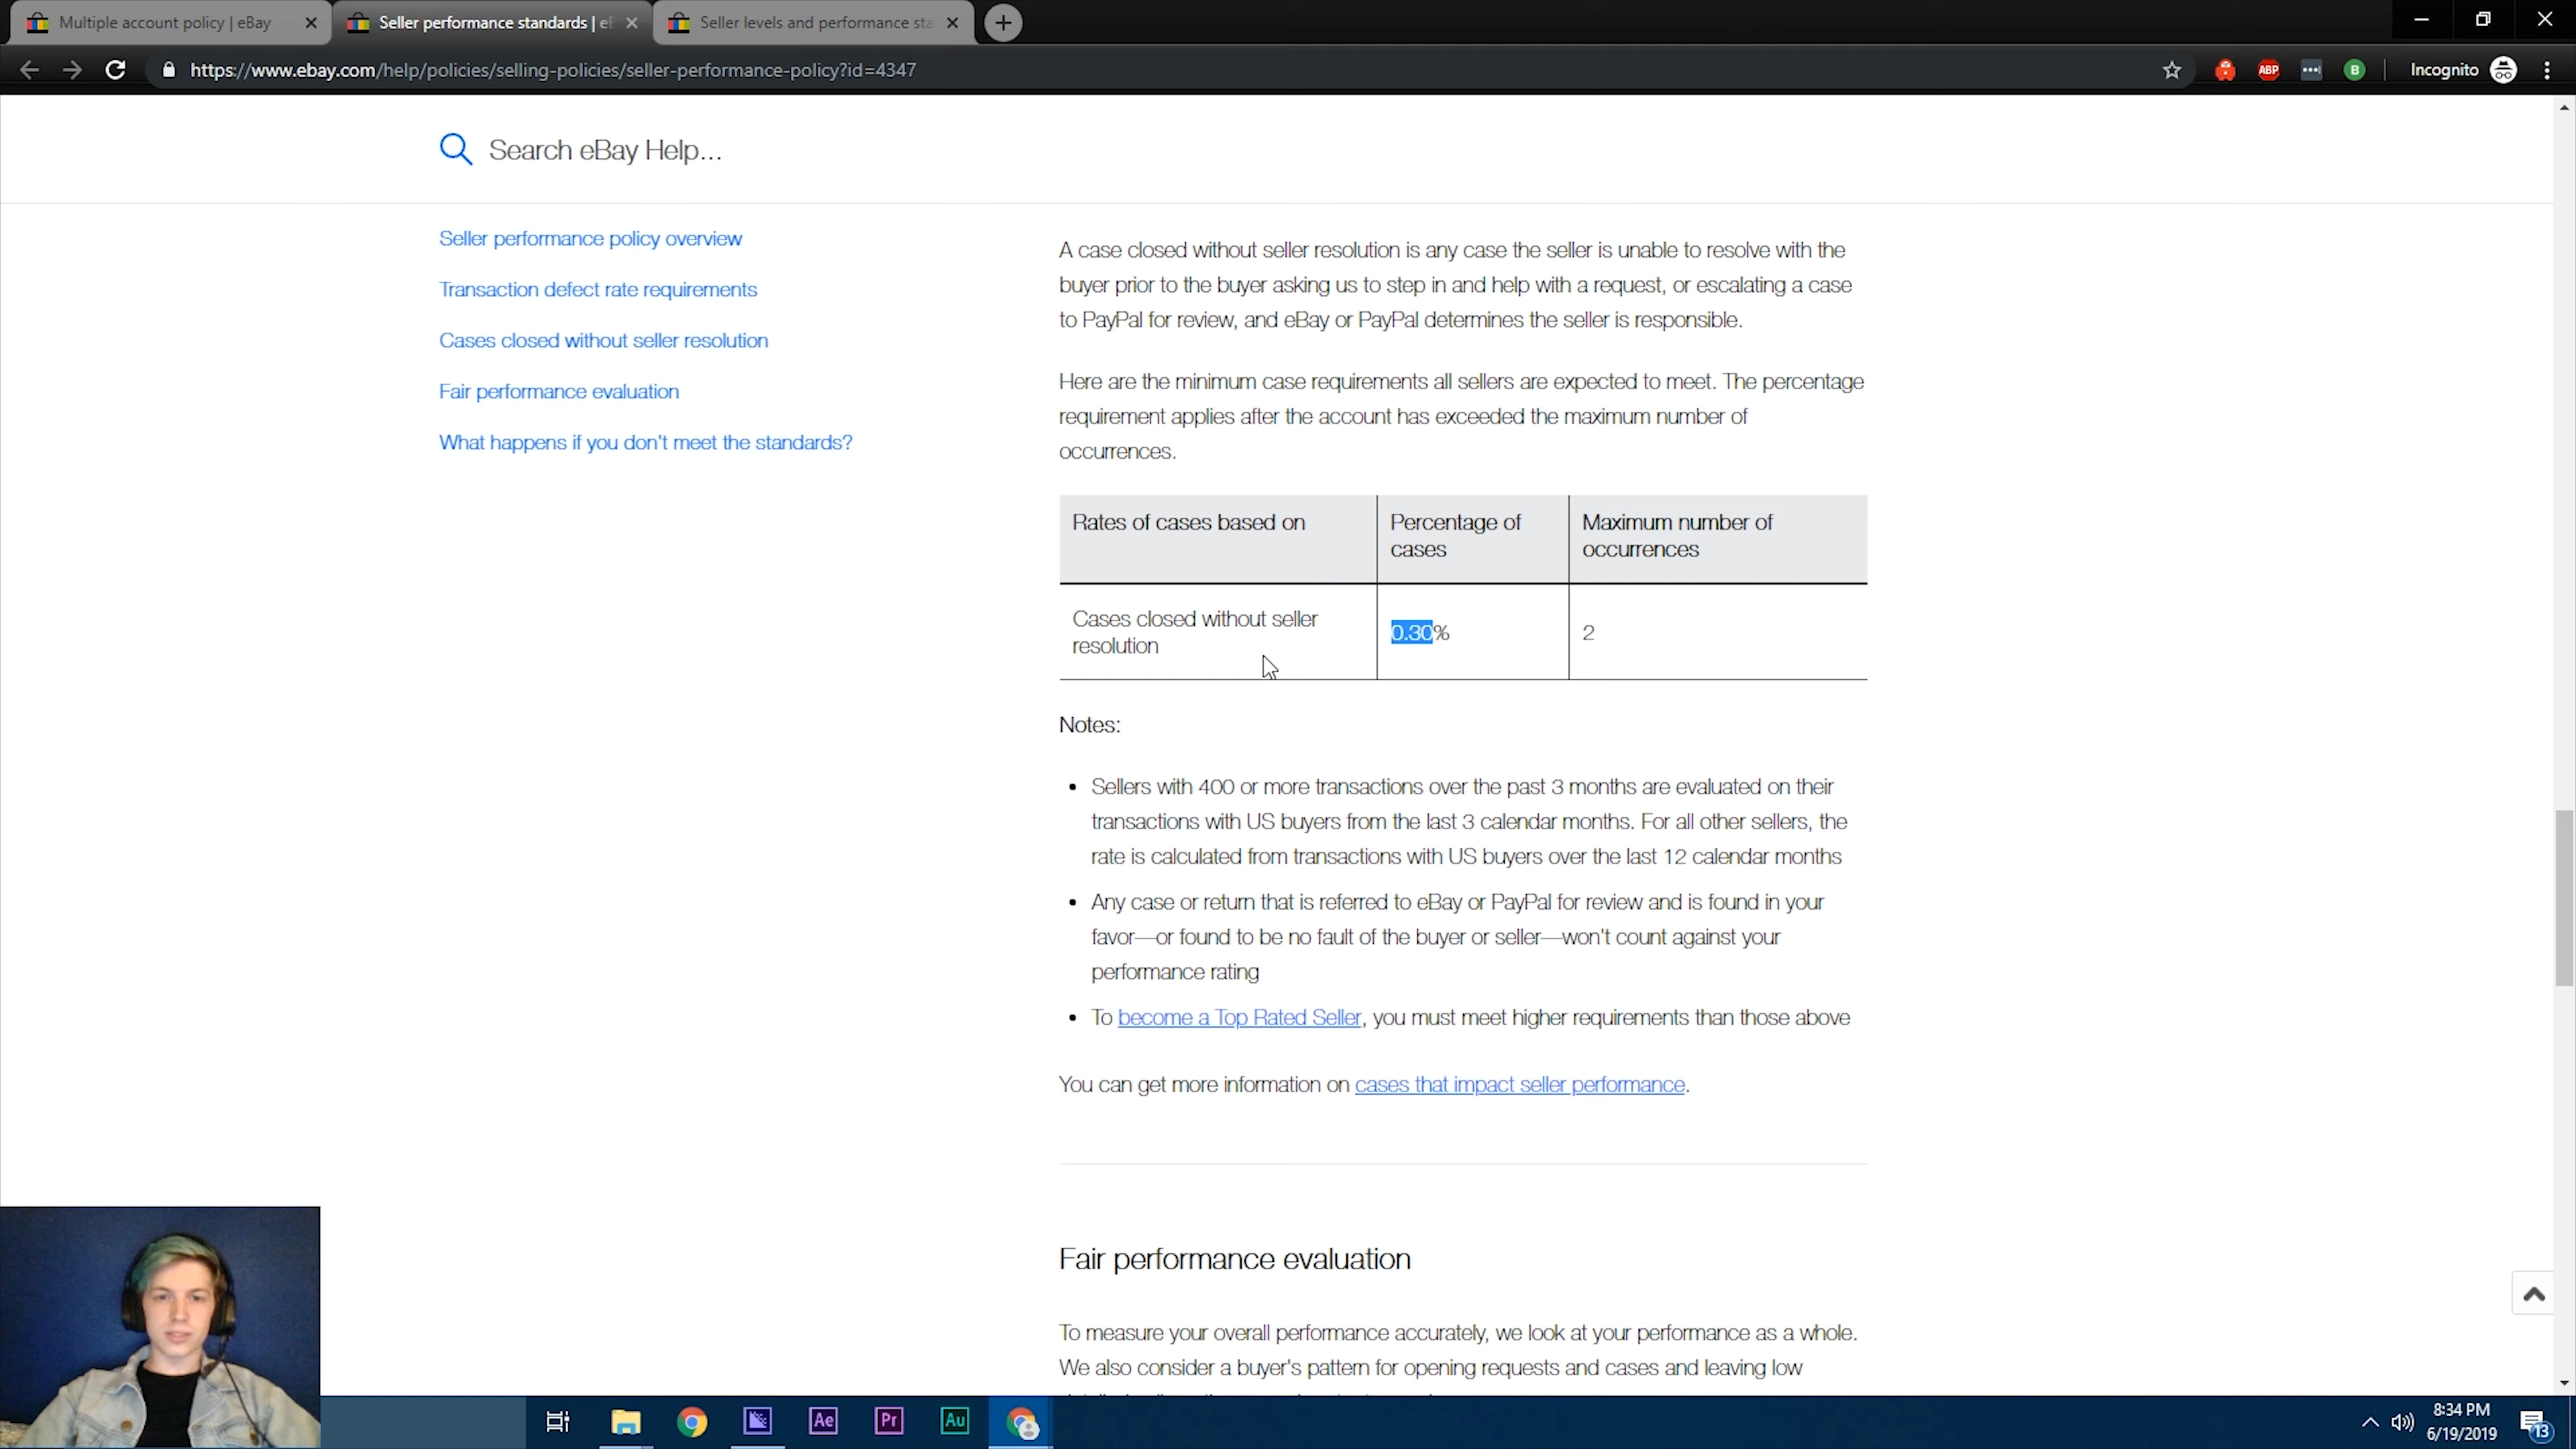 Multiple account policy | eBay
Seller performance standards | eB
Seller levels and performance sta
https://www.ebay.com/help/policies/selling-policies/seller-performance-policy?id=4347
ABP
B
Incognito
Search eBay Help...
Seller performance policy overview
Transaction defect rate requirements
Cases closed without seller resolution
Fair performance evaluation
What happens if you don't meet the standards?
A case closed without seller resolution is any case the seller is unable to resolve with the
buyer prior to the buyer asking us to step in and help with a request, or escalating a case
to PayPal for review, and eBay or PayPal determines the seller is responsible.
Here are the minimum case requirements all sellers are expected to meet. The percentage
requirement applies after the account has exceeded the maximum number of
occurrences.
Rates of cases based on
Percentage of
cases
Maximum number of
occurrences
Cases closed without seller
resolution
0.30%
2
Notes:
• Sellers with 400 or more transactions over the past 3 months are evaluated on their
transactions with US buyers from the last 3 calendar months. For all other sellers, the
rate is calculated from transactions with US buyers over the last 12 calendar months
• Any case or return that is referred to eBay or PayPal for review and is found in your
favor—or found to be no fault of the buyer or seller—won't count against your
performance rating
• To become a Top Rated Seller, you must meet higher requirements than those above
You can get more information on cases that impact seller performance.
Fair performance evaluation
To measure your overall performance accurately, we look at your performance as a whole.
We also consider a buyer's pattern for opening requests and cases and leaving low
Ae
Pr
Au
8:34 PM
6/19/2019
13